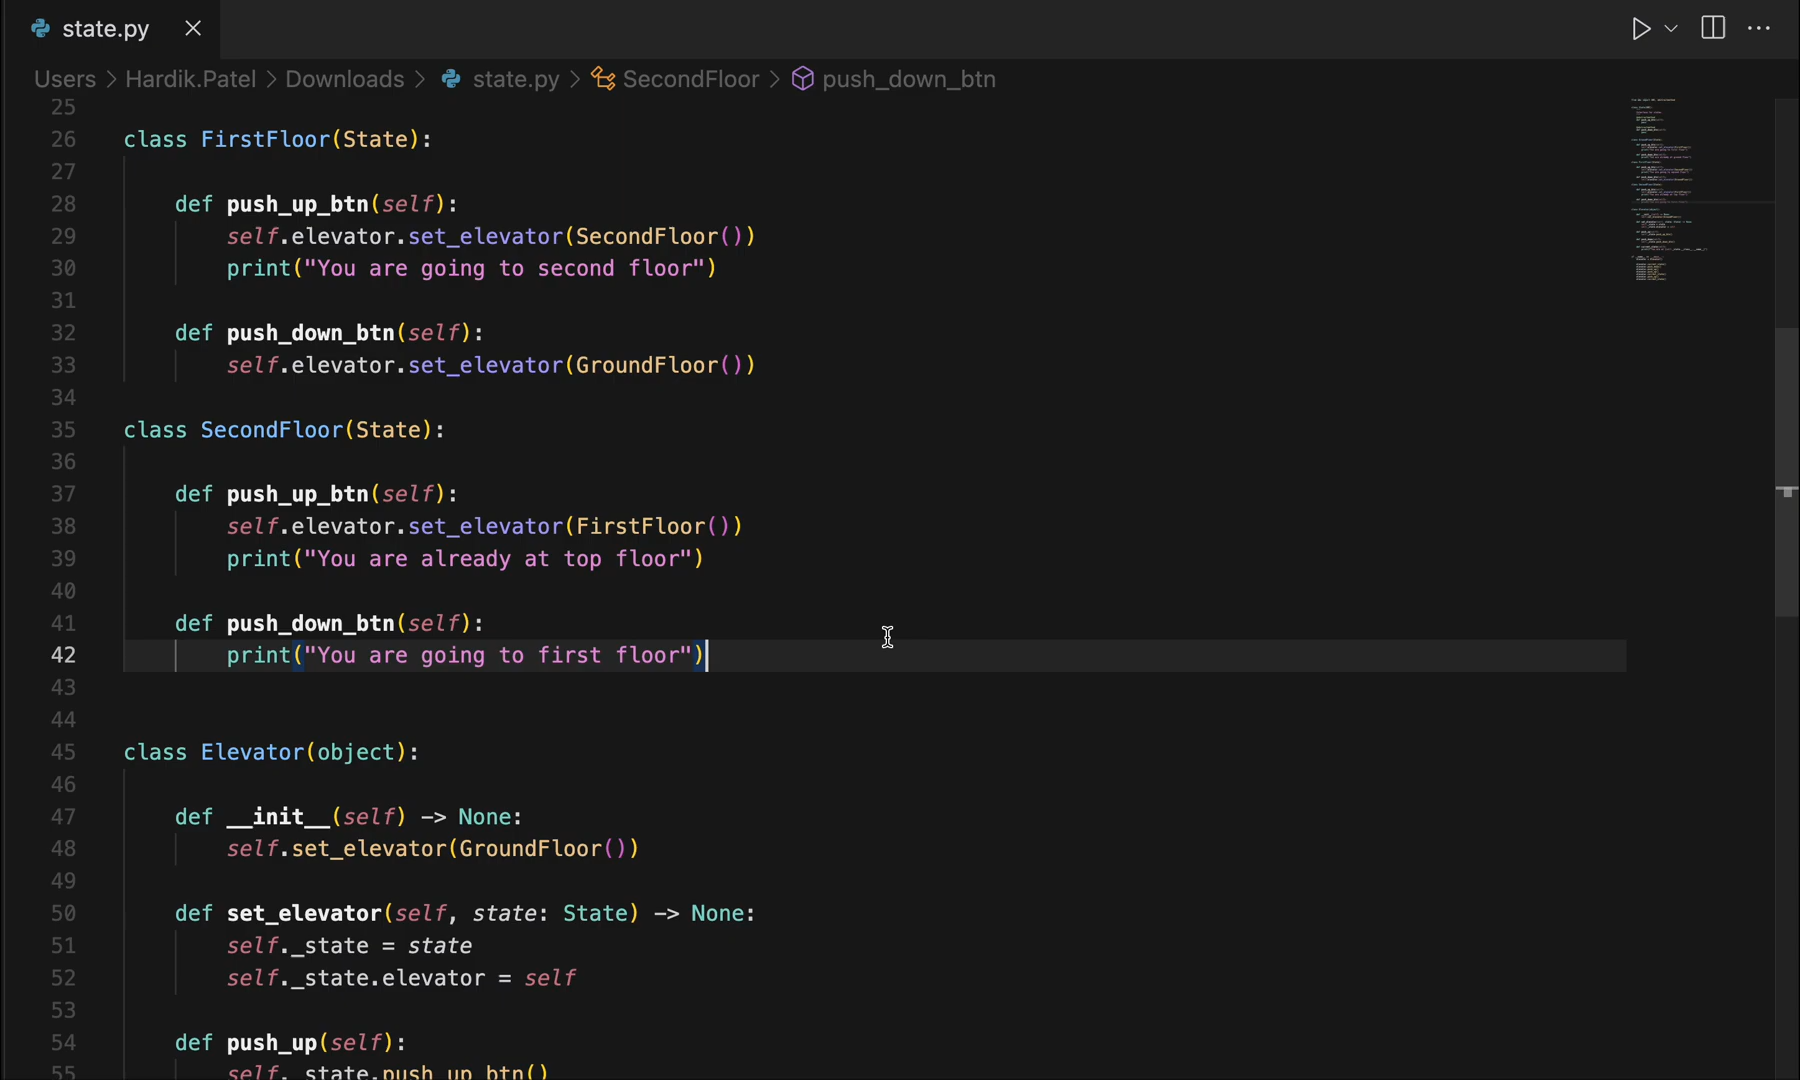 state.py
Users > Hardik.Patel > Downloads > state.py > SecondFloor > push_down_btn
25
26 class FirstFloor(State):
27
28 def push_up_btn(self):
29 self.elevator.set_elevator(SecondFloor())
30 print("You are going to second floor")
31
32 def push_down_btn(self):
33 self.elevator.set_elevator(GroundFloor())
34
35 class SecondFloor(State):
36
37 def push_up_btn(self):
38 self.elevator.set_elevator(FirstFloor())
39 print("You are already at top floor")
40
41 def push_down_btn(self):
42 print("You are going to first floor")
43
44
45 class Elevator(object):
46
47 def __init__(self) -> None:
48 self.set_elevator(GroundFloor())
49
50 def set_elevator(self, state: State) -> None:
51 self._state = state
52 self._state.elevator = self
53
54 def push_up(self):
55 self._state.push_up_btn()